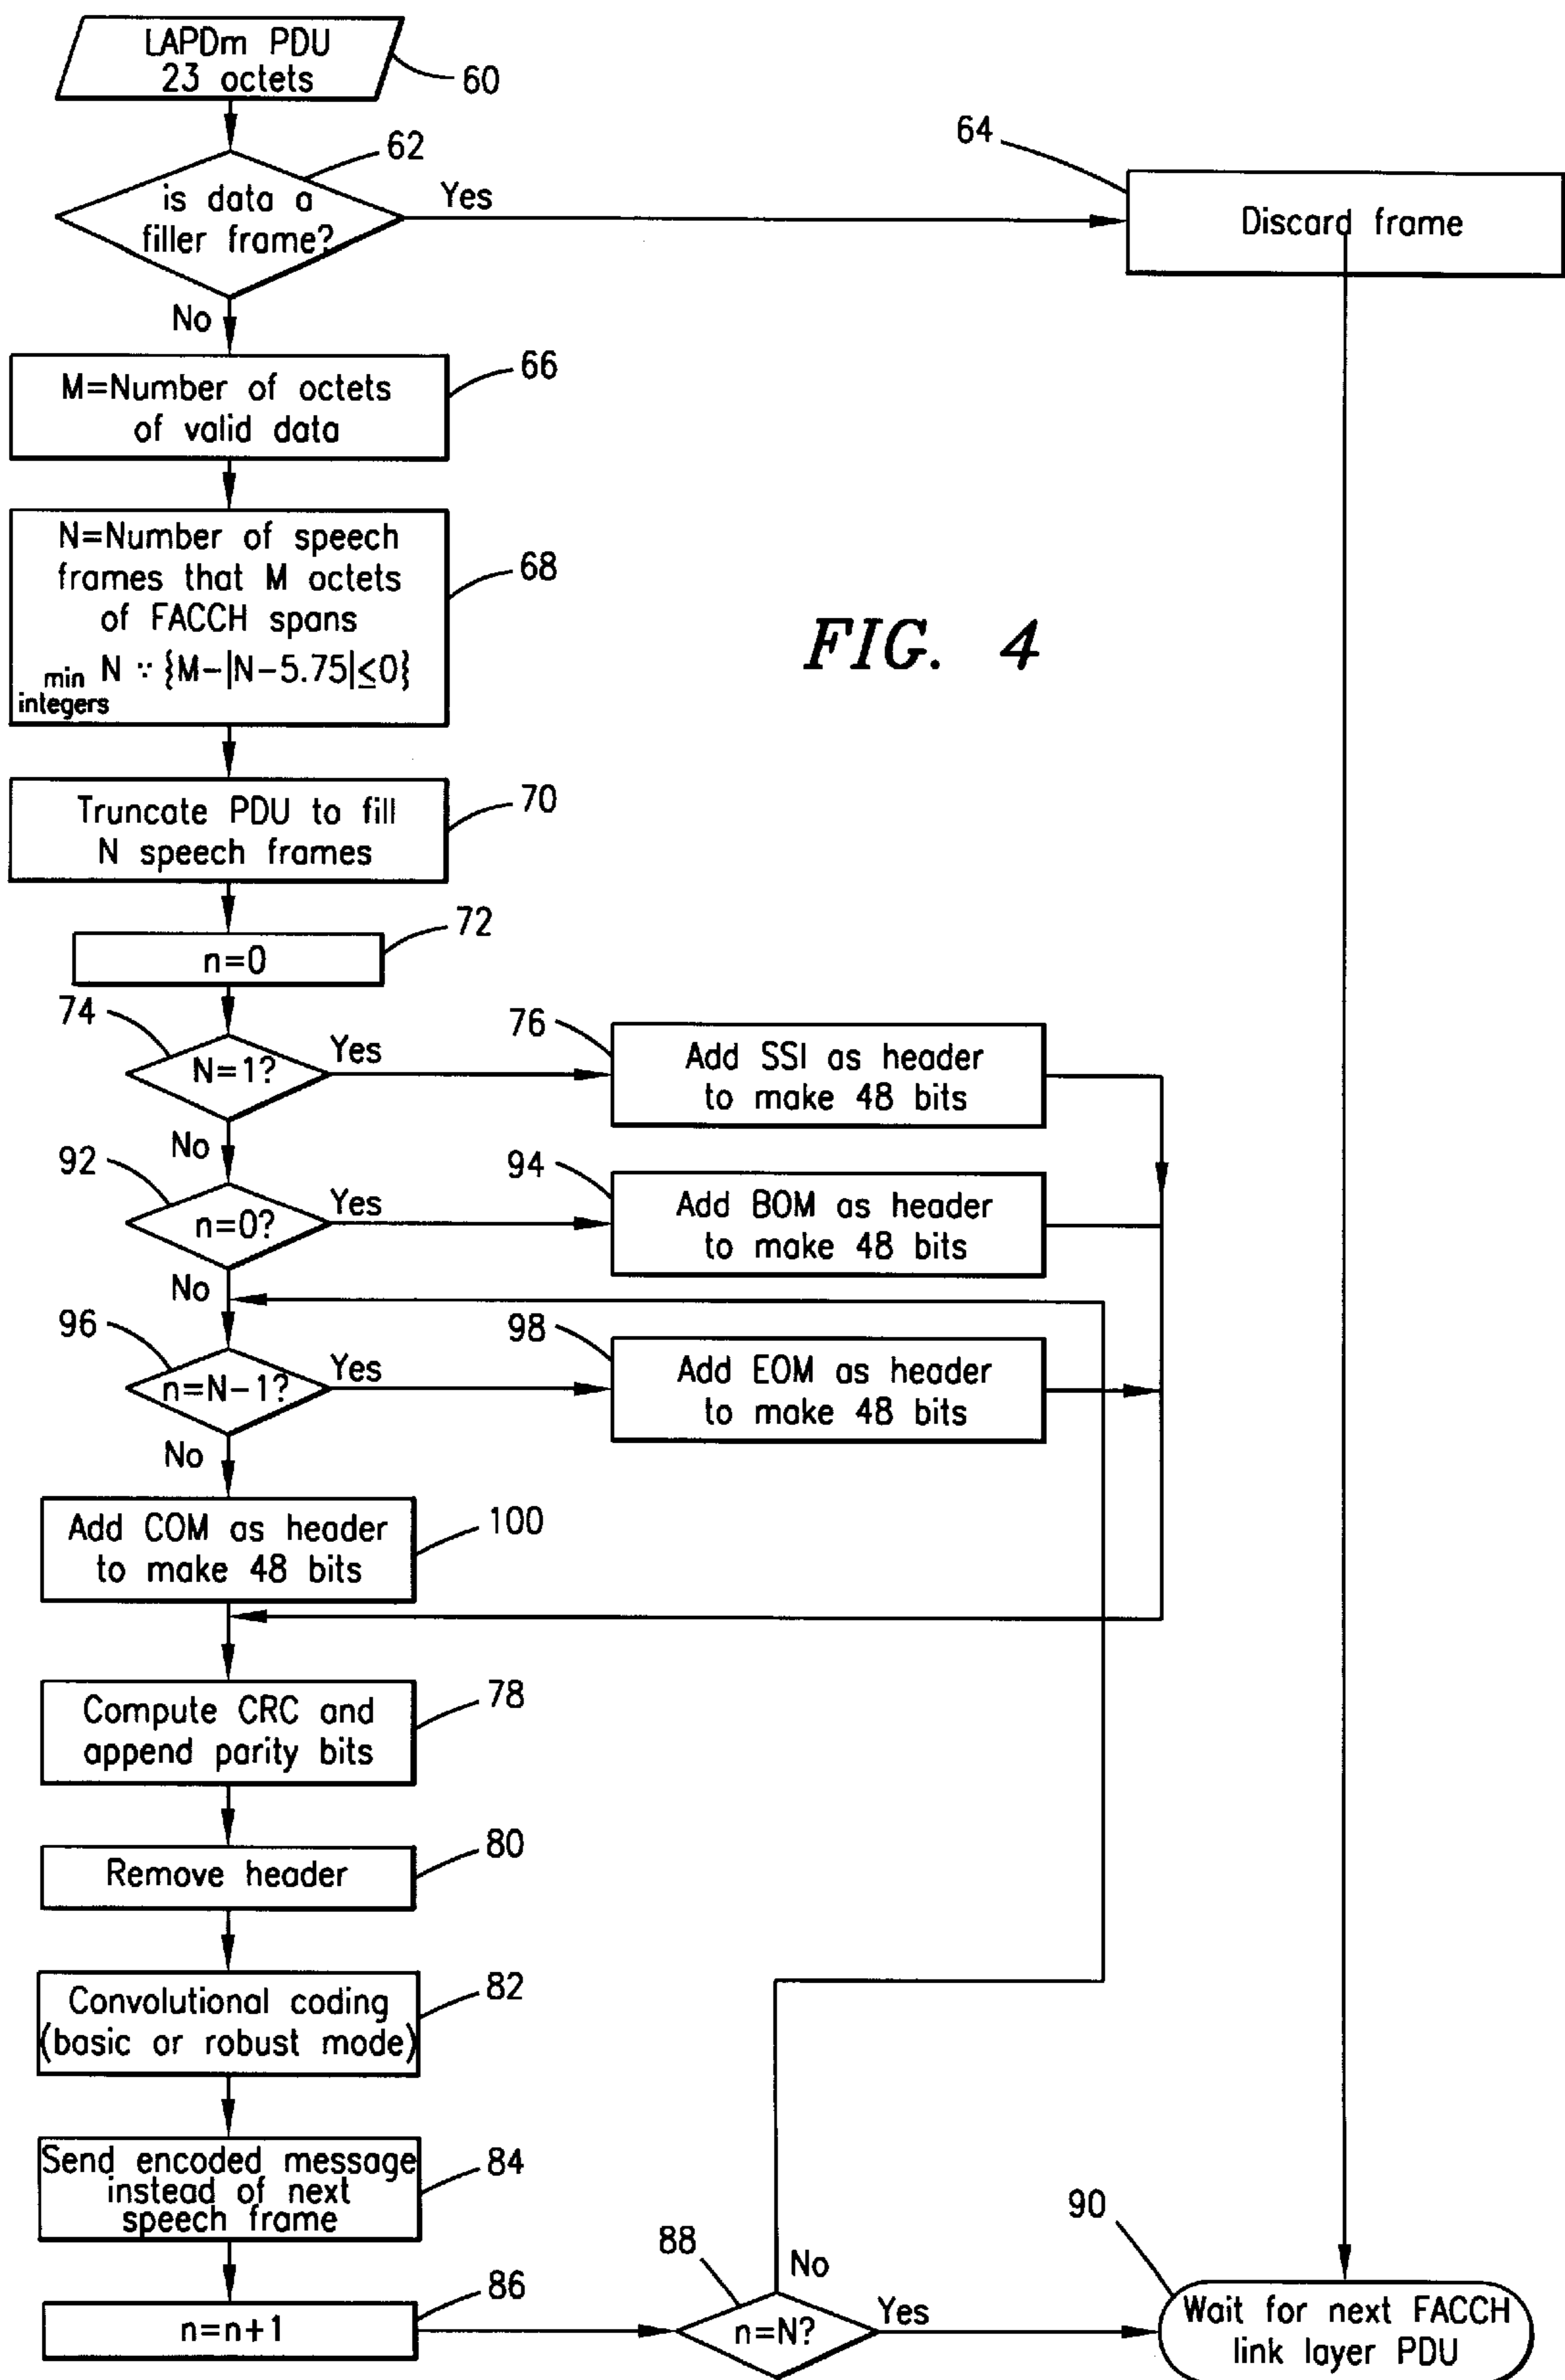 LAPDm PDU
23 octets
60
62
is data a
filler frame?
Yes
64
Discard frame
No
M=Number of octets
of valid data
66
N=Number of speech
frames that M octets
of FACCH spans
min N ∵ {M-|N-5.75|≤0}
integers
68
FIG. 4
Truncate PDU to fill
N speech frames
70
n=0
72
74
N=1?
Yes
76
Add SSI as header
to make 48 bits
No
92
n=0?
Yes
94
Add BOM as header
to make 48 bits
No
96
n=N-1?
Yes
98
Add EOM as header
to make 48 bits
No
Add COM as header
to make 48 bits
100
Compute CRC and
append parity bits
78
Remove header
80
Convolutional coding
(basic or robust mode)
82
Send encoded message
instead of next
speech frame
84
n=n+1
86
88
n=N?
No
Yes
90
Wait for next FACCH
link layer PDU